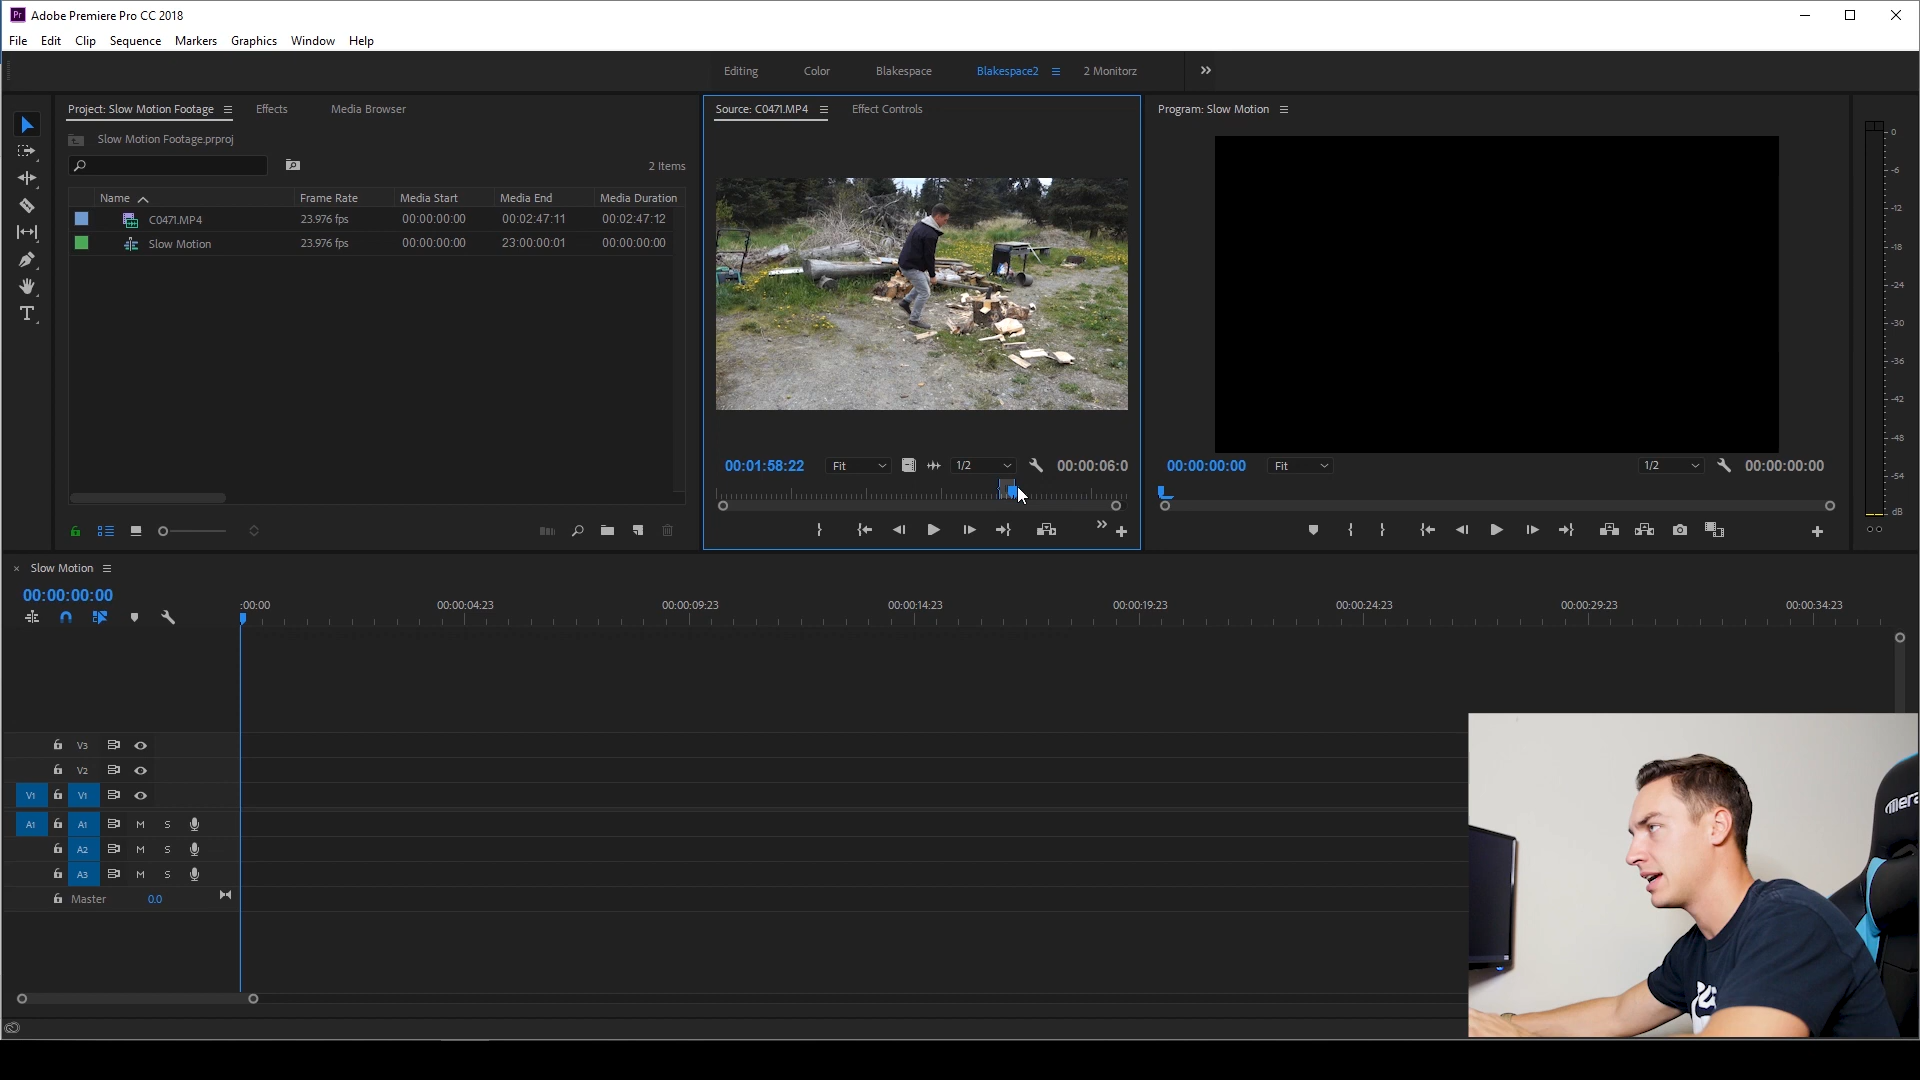 Pr Adobe Premiere Pro CC 2018
File Edit Clip Sequence Markers Graphics Window Help
Editing Color Blakespace Blakespace2 2 Monitorz
Project: Slow Motion Footage Effects Media Browser
Slow Motion Footage.prproj
2 Items
Name Frame Rate Media Start Media End Media Duration
C0471.MP4 23.976 fps 00:00:00:00 00:02:47:11 00:02:47:12
Slow Motion 23.976 fps 00:00:00:00 23:00:00:01 00:00:00:00
Source: C0471.MP4 Effect Controls
00:01:58:22 Fit 1/2 00:00:06:0
Program: Slow Motion
00:00:00:00 Fit 1/2 00:00:00:00
0
-6
-12
-18
-24
-30
-36
-42
-48
-54
dB
Slow Motion
00:00:00:00
:00:00 00:00:04:23 00:00:09:23 00:00:14:23 00:00:19:23 00:00:24:23 00:00:29:23 00:00:34:23
V3
V2
V1 V1
A1 A1 M S
A2 M S
A3 M S
Master 0.0